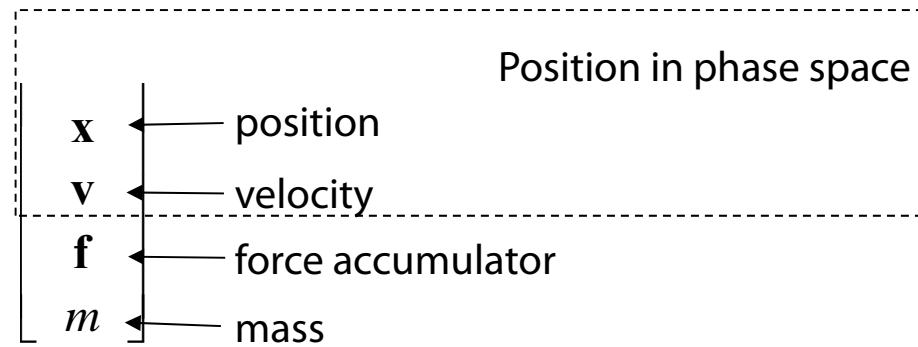 Position in phase space
x position
v velocity
f force accumulator
m mass